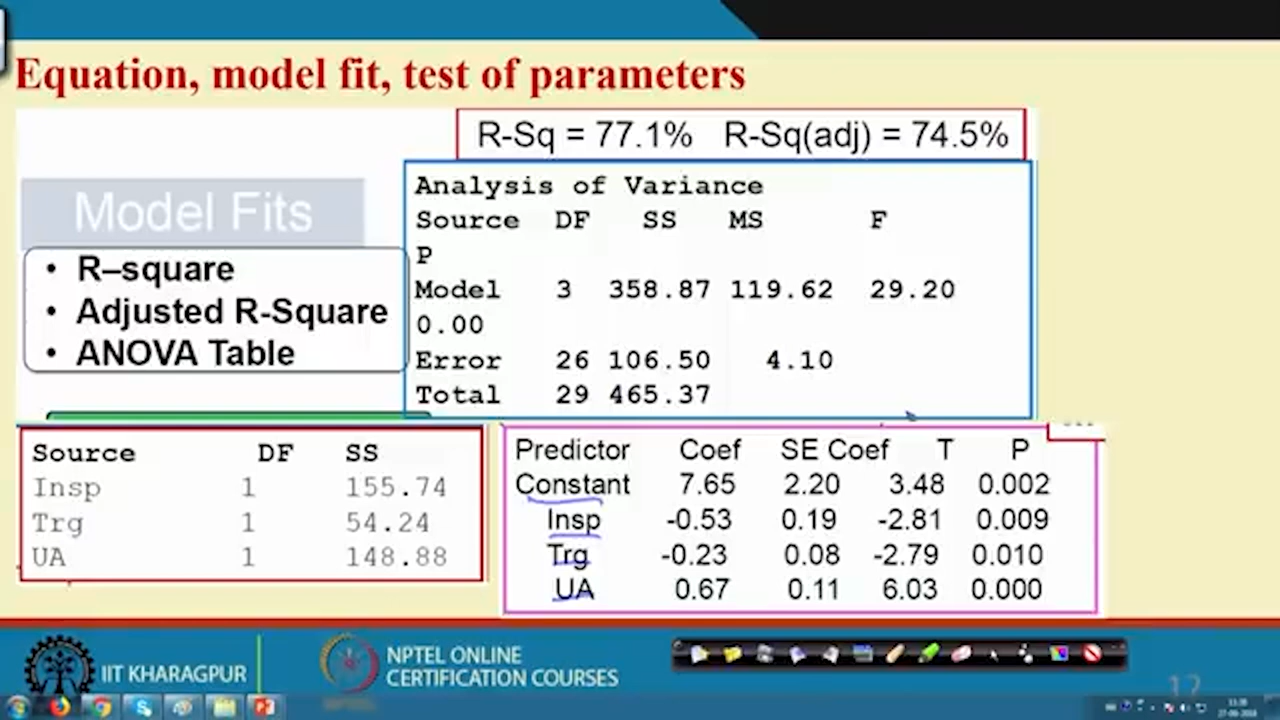 Equation, model fit, test of parameters
R-Sq = 77.1% R-Sq(adj) = 74.5%
Model Fits
• R–square
• Adjusted R-Square
• ANOVA Table
Analysis of Variance
Source DF SS MS F
P
Model 3 358.87 119.62 29.20
0.00
Error 26 106.50 4.10
Total 29 465.37
Source DF SS
Insp 1 155.74
Trg 1 54.24
UA 1 148.88
Predictor Coef SE Coef T P
Constant 7.65 2.20 3.48 0.002
Insp -0.53 0.19 -2.81 0.009
Trg -0.23 0.08 -2.79 0.010
UA 0.67 0.11 6.03 0.000
IIT KHARAGPUR
NPTEL ONLINE
CERTIFICATION COURSES